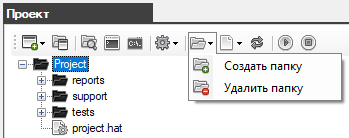 Проект
Создать папку
Удалить папку
Project
reports
support
tests
project.hat